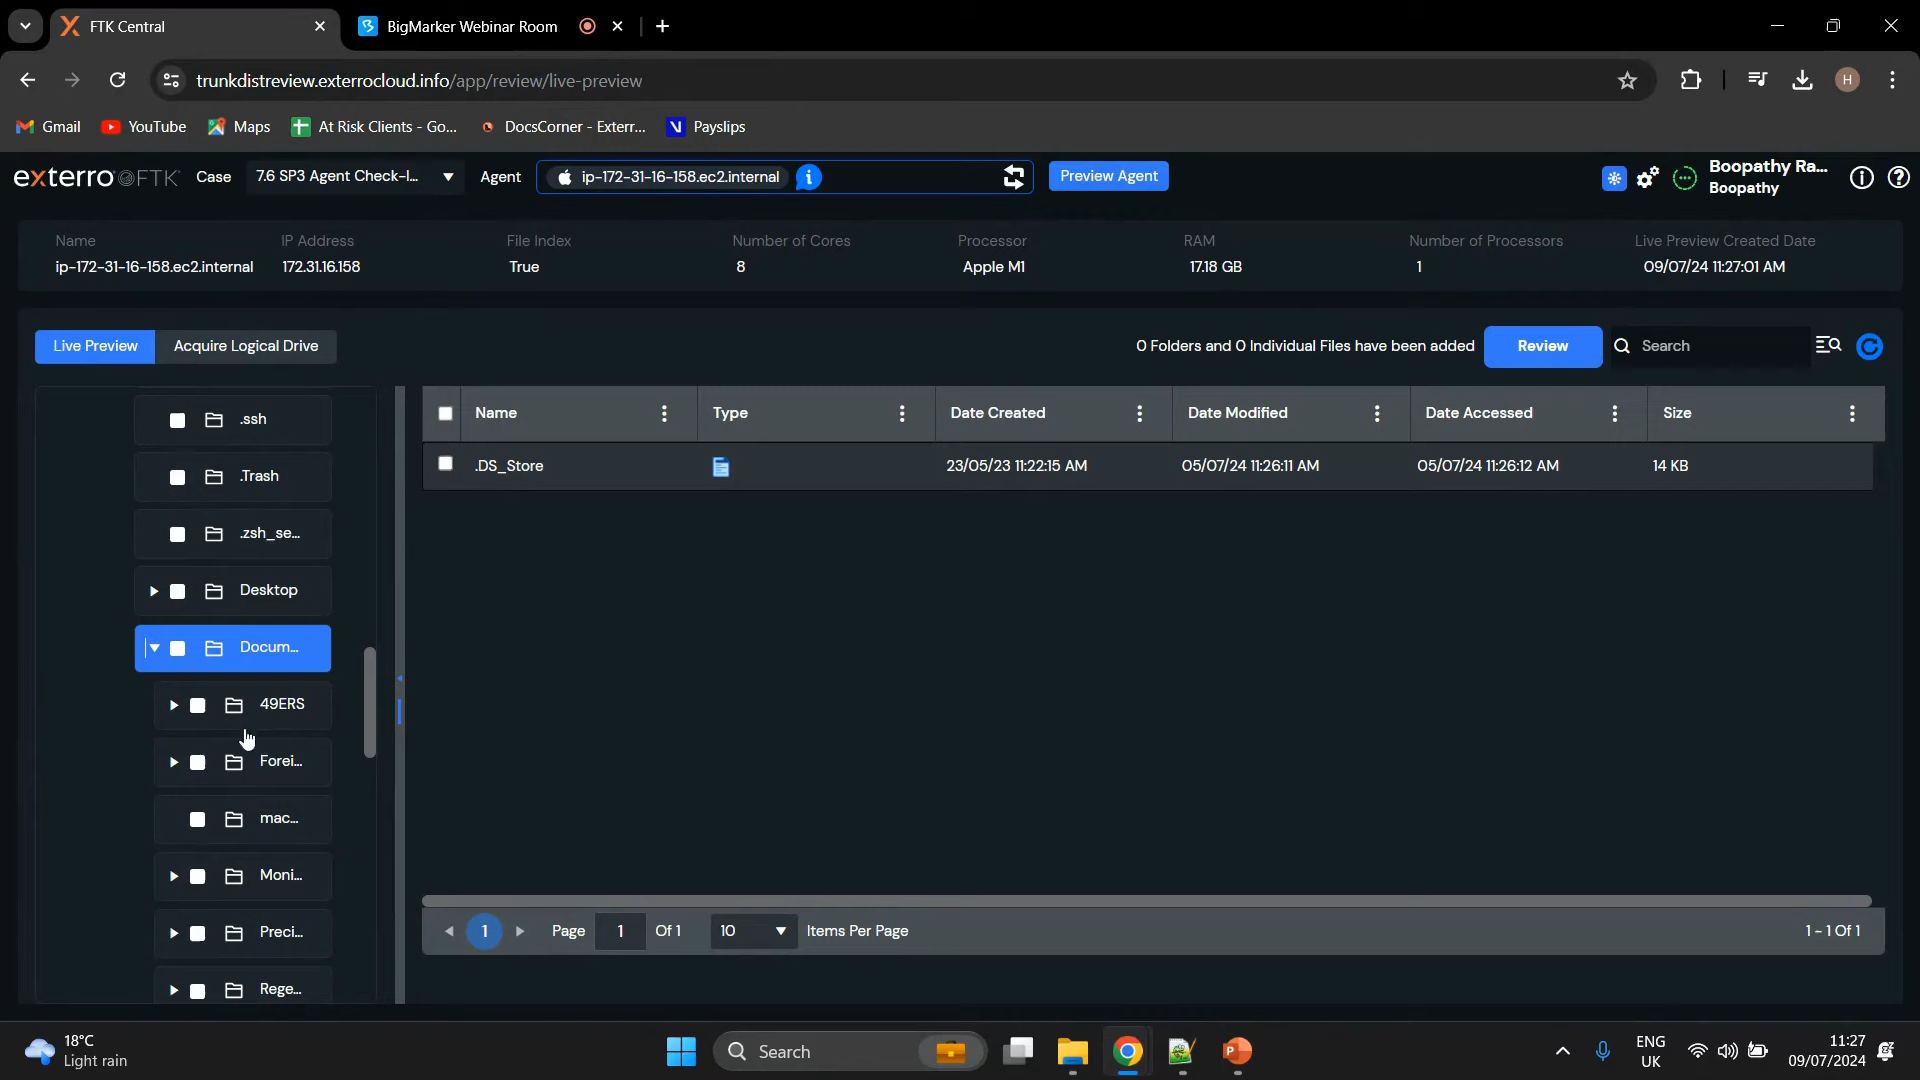 FTK Central
BigMarker Webinar Room
trunkdistreview.exterrocloud.info/app/review/live-preview
H
Gmail
YouTube
Maps
At Risk Clients - Go...
DocsCorner - Exterr...
Payslips
exterro FTK
Case
7.6 SP3 Agent Check-I...
Agent
ip-172-31-16-158.ec2.internal
Preview Agent
Boopathy Ra...
Boopathy
Name
IP Address
File Index
Number of Cores
Processor
RAM
Number of Processors
Live Preview Created Date
ip-172-31-16-158.ec2.internal
172.31.16.158
True
8
Apple M1
17.18 GB
1
09/07/24 11:27:01 AM
Live Preview
Acquire Logical Drive
0 Folders and 0 Individual Files have been added
Review
Search
.ssh
.Trash
.zsh_se...
Desktop
Docum...
49ERS
Forei...
mac...
Moni...
Preci...
Rege...
Name
Type
Date Created
Date Modified
Date Accessed
Size
.DS_Store
23/05/23 11:22:15 AM
05/07/24 11:26:11 AM
05/07/24 11:26:12 AM
14 KB
1
Page
1
Of 1
10
Items Per Page
1 - 1 Of 1
18°C
Light rain
Search
ENG
UK
11:27
09/07/2024